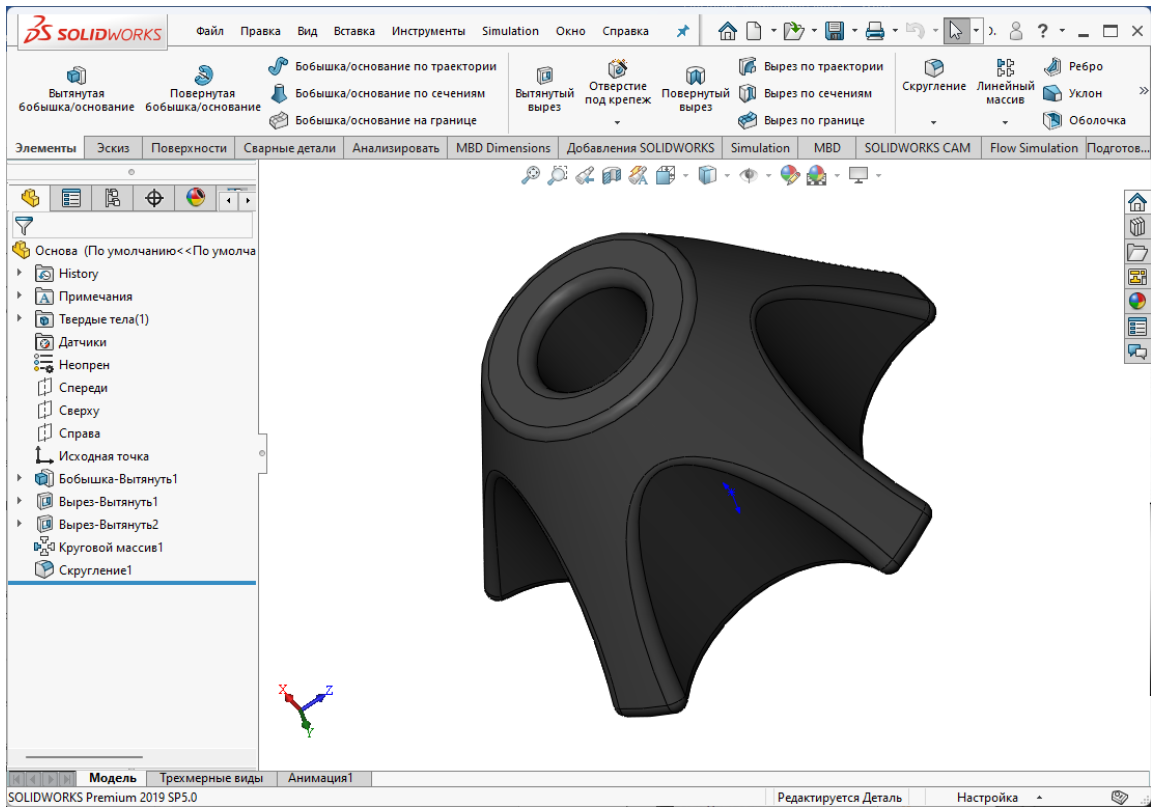 SOLIDWORKS Файл Правка Вид Вставка Инструменты Simulation Окно Справка ?
Вытянутая бобышка/основание
Повернутая бобышка/основание
Бобышка/основание по траектории
Бобышка/основание по сечениям
Бобышка/основание на границе
Вытянутый вырез
Отверстие под крепеж
Повернутый вырез
Вырез по траектории
Вырез по сечениям
Вырез по границе
Скругление
Линейный массив
Ребро
Уклон
Оболочка
Элементы Эскиз Поверхности Сварные детали Анализировать MBD Dimensions Добавления SOLIDWORKS Simulation MBD SOLIDWORKS CAM Flow Simulation Подготов...
Основа (По умолчанию<<По умолча
History
Примечания
Твердые тела(1)
Датчики
Неопрен
Спереди
Сверху
Справа
Исходная точка
Бобышка-Вытянуть1
Вырез-Вытянуть1
Вырез-Вытянуть2
Круговой массив1
Скругление1
X Z
Y
Модель Трехмерные виды Анимация1
SOLIDWORKS Premium 2019 SP5.0 Редактируется Деталь Настройка